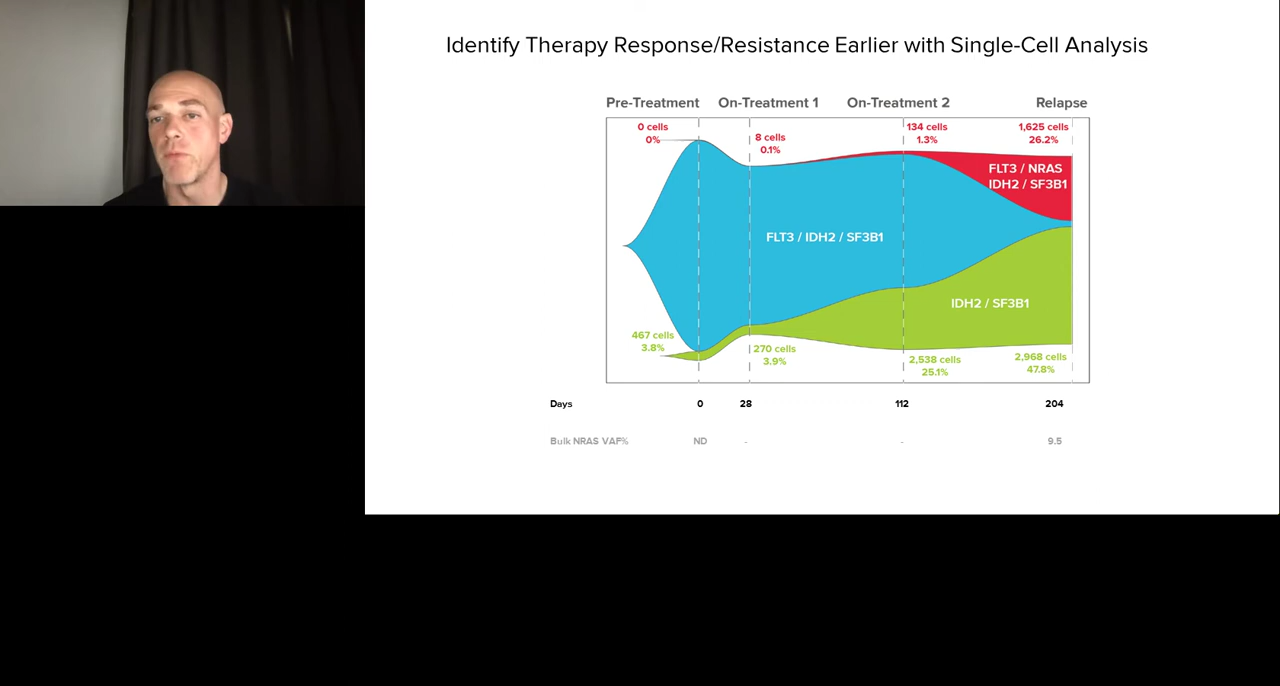 Identify Therapy Response/Resistance Earlier with Single-Cell Analysis
Pre-Treatment On-Treatment 1 On-Treatment 2 Relapse
0 cells
0%
8 cells
0.1%
134 cells
1.3%
1,625 cells
26.2%
FLT3 / NRAS
IDH2 / SF3B1
FLT3 / IDH2 / SF3B1
IDH2 / SF3B1
467 cells
3.8%
270 cells
3.9%
2,538 cells
25.1%
2,968 cells
47.8%
Days 0 28 112 204
Bulk NRAS VAF% ND - - 9.5